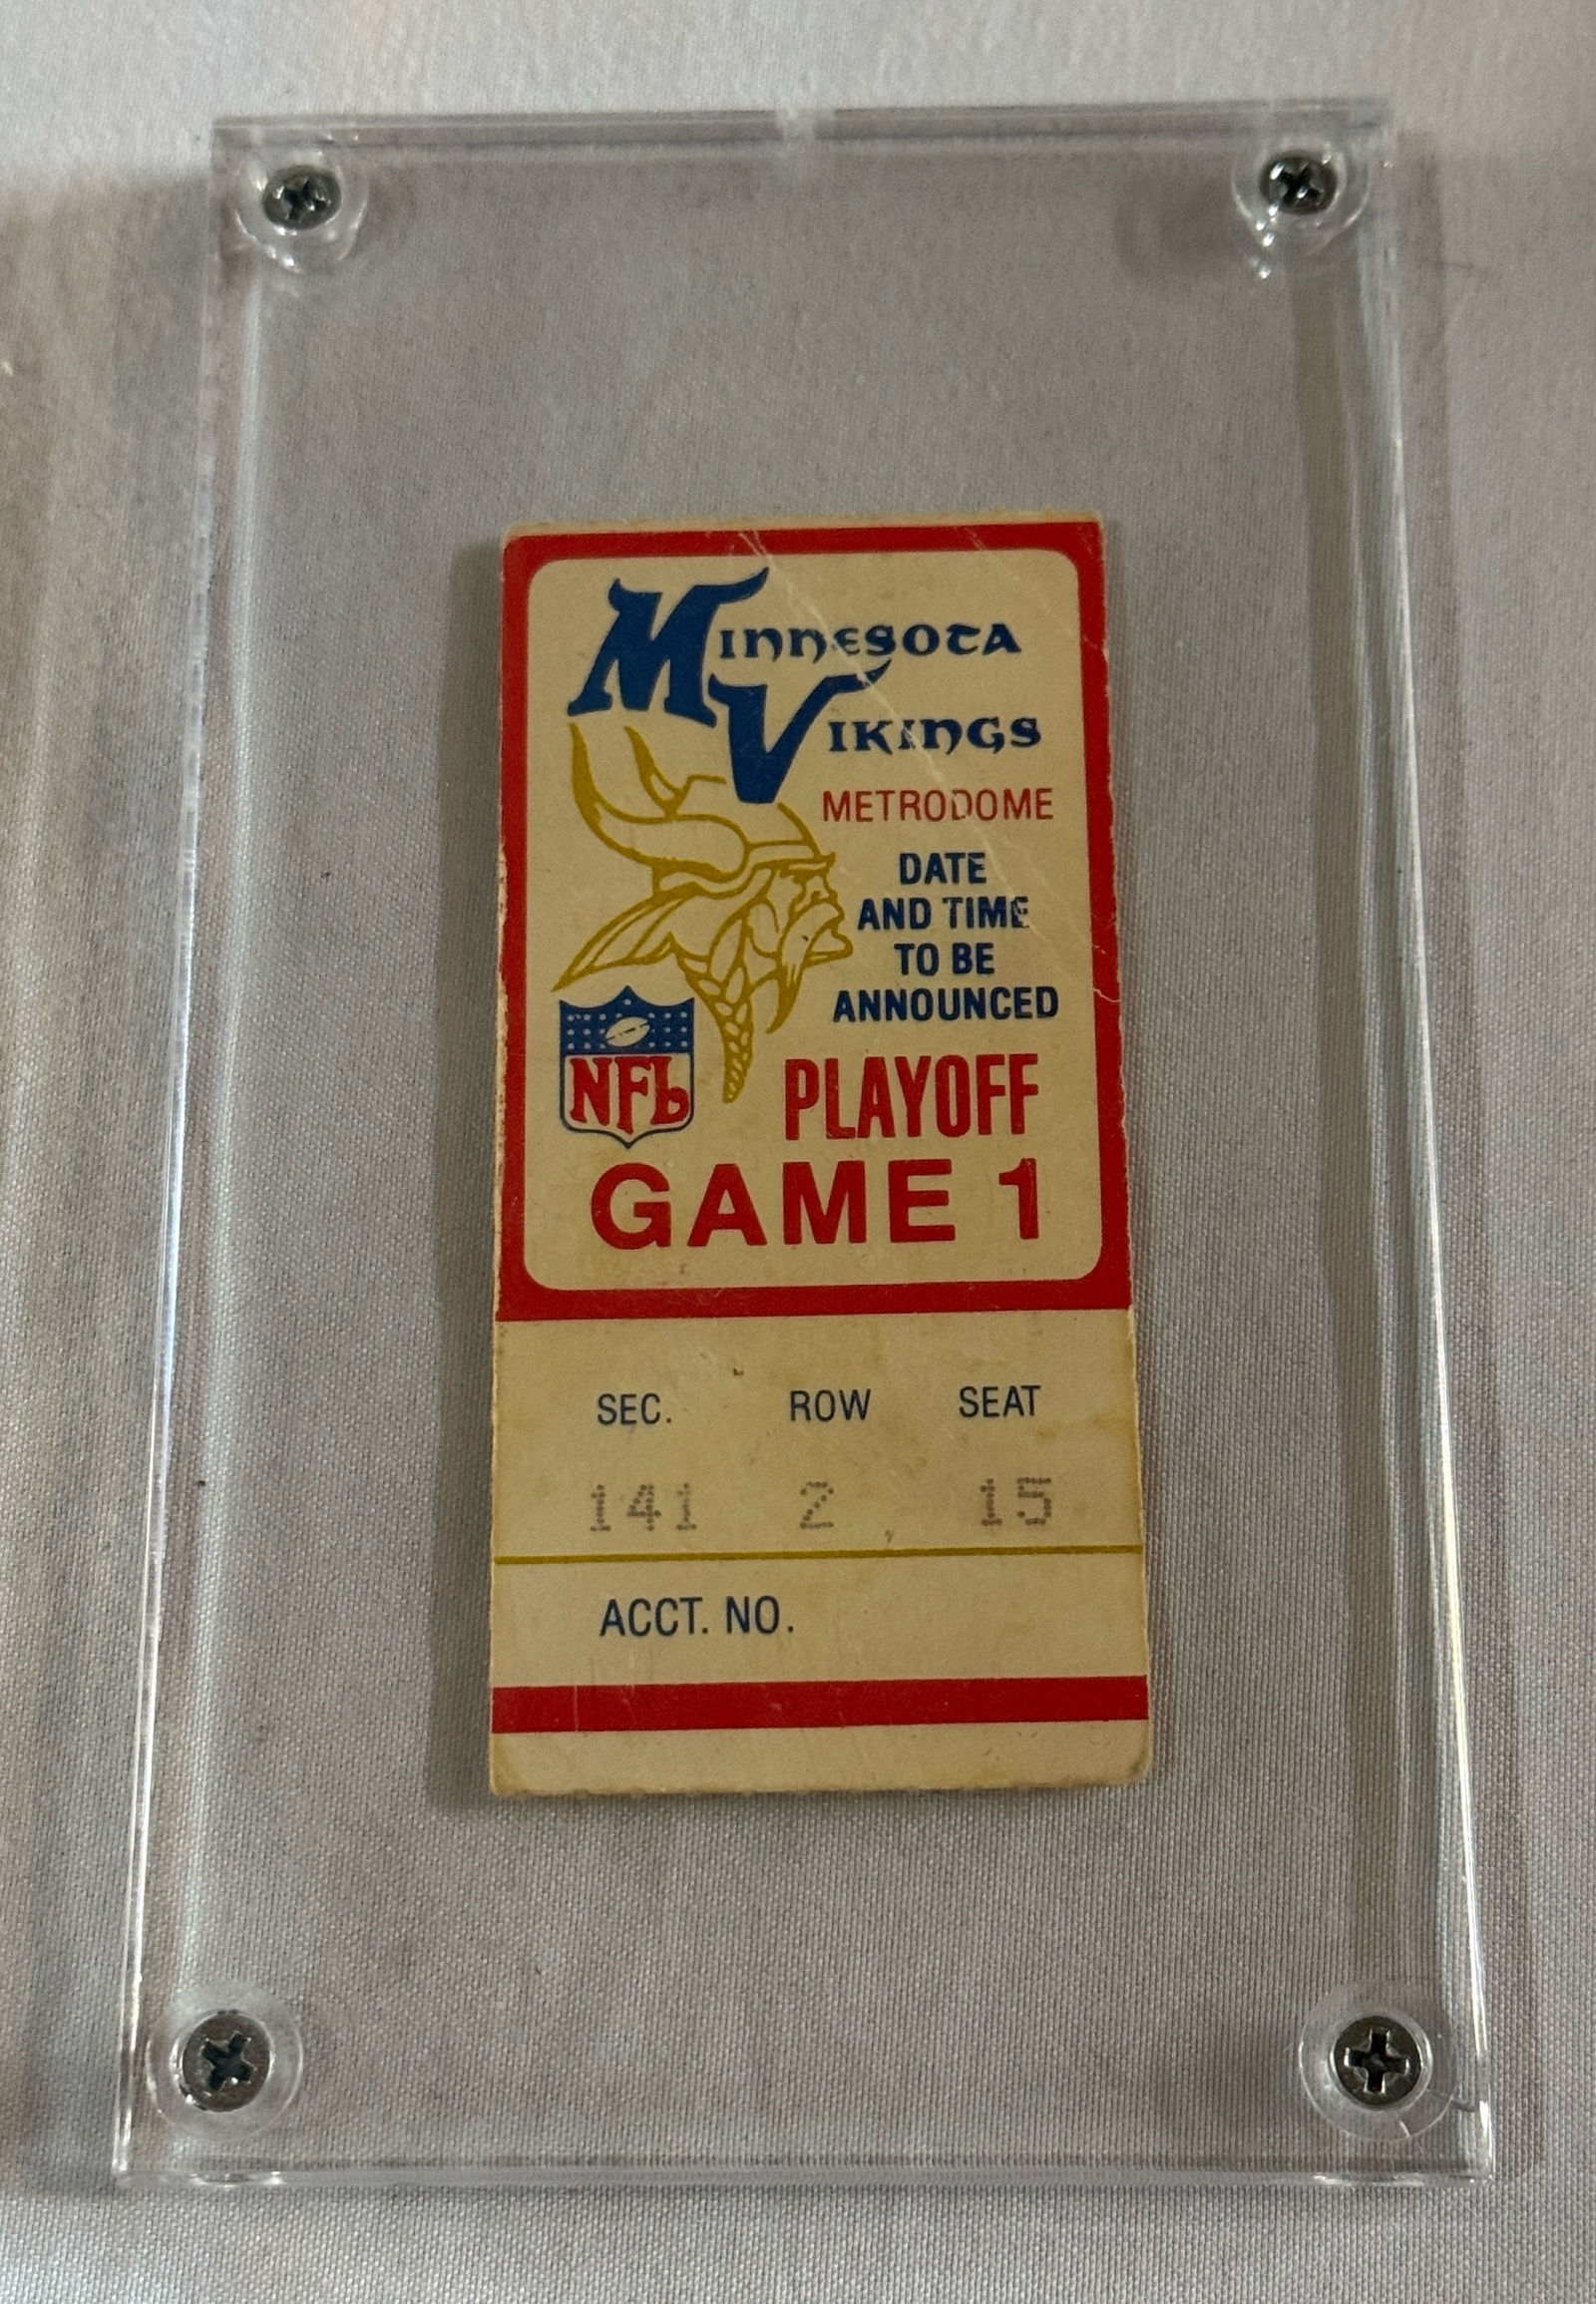 MINNESOTA
VIKINGS
METRODOME
DATE
AND TIME
TO BE
ANNOUNCED
NFL
PLAYOFF
GAME 1
SEC. ROW SEAT
141 2 15
ACCT. NO.